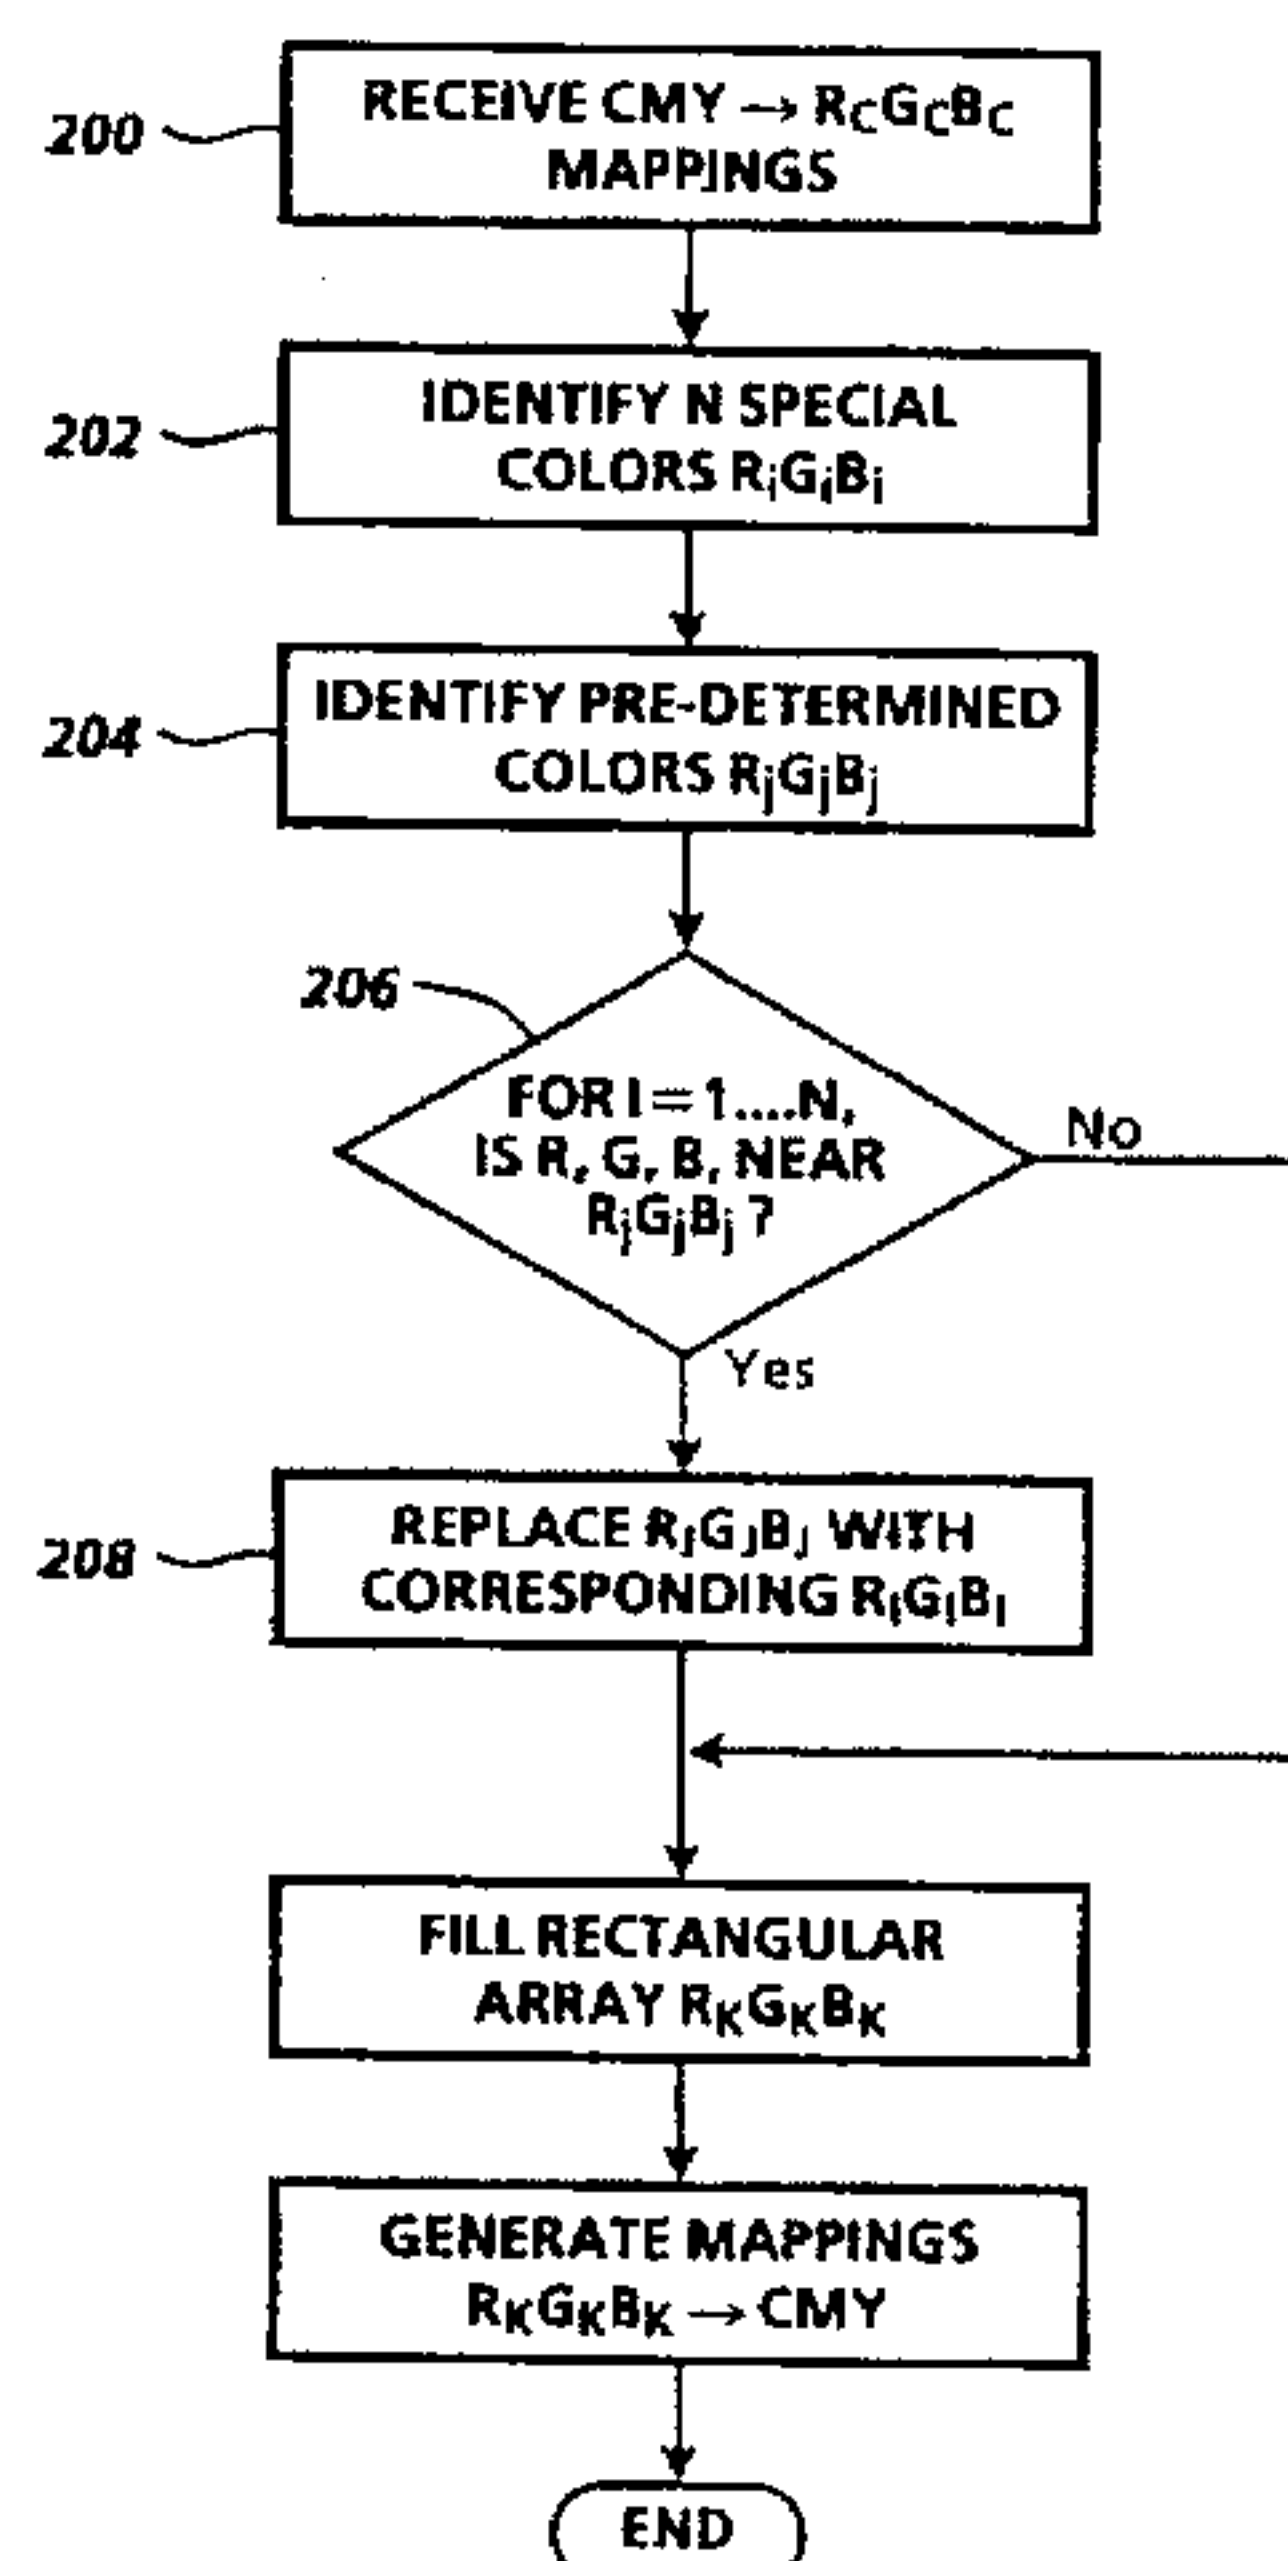 200
RECEIVE CMY → RCGCBC
MAPPINGS
202
IDENTIFY N SPECIAL
COLORS RiGiBi
204
IDENTIFY PRE-DETERMINED
COLORS RjGjBj
206
FOR I = 1....N,
IS R, G, B, NEAR
RjGjBj ?
No
Yes
208
REPLACE RjGjBj WITH
CORRESPONDING RIGIBI
FILL RECTANGULAR
ARRAY RKGKBK
GENERATE MAPPINGS
RKGKBK → CMY
END